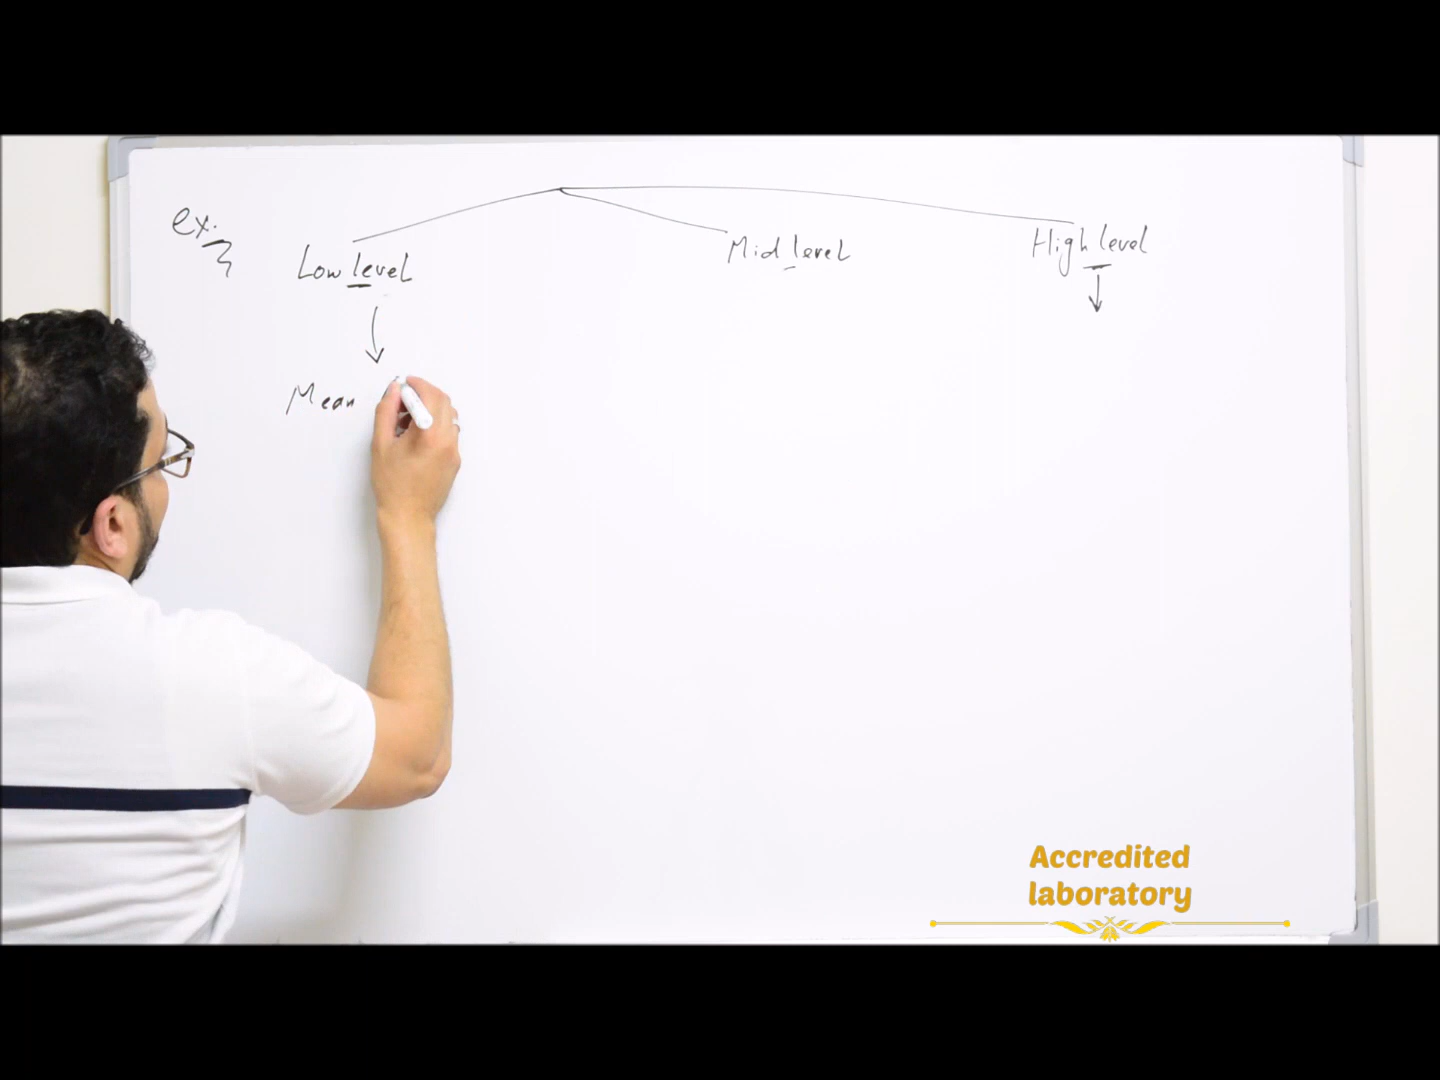 ex.
Low level
Mid level
High level
Mean
Accredited
laboratory